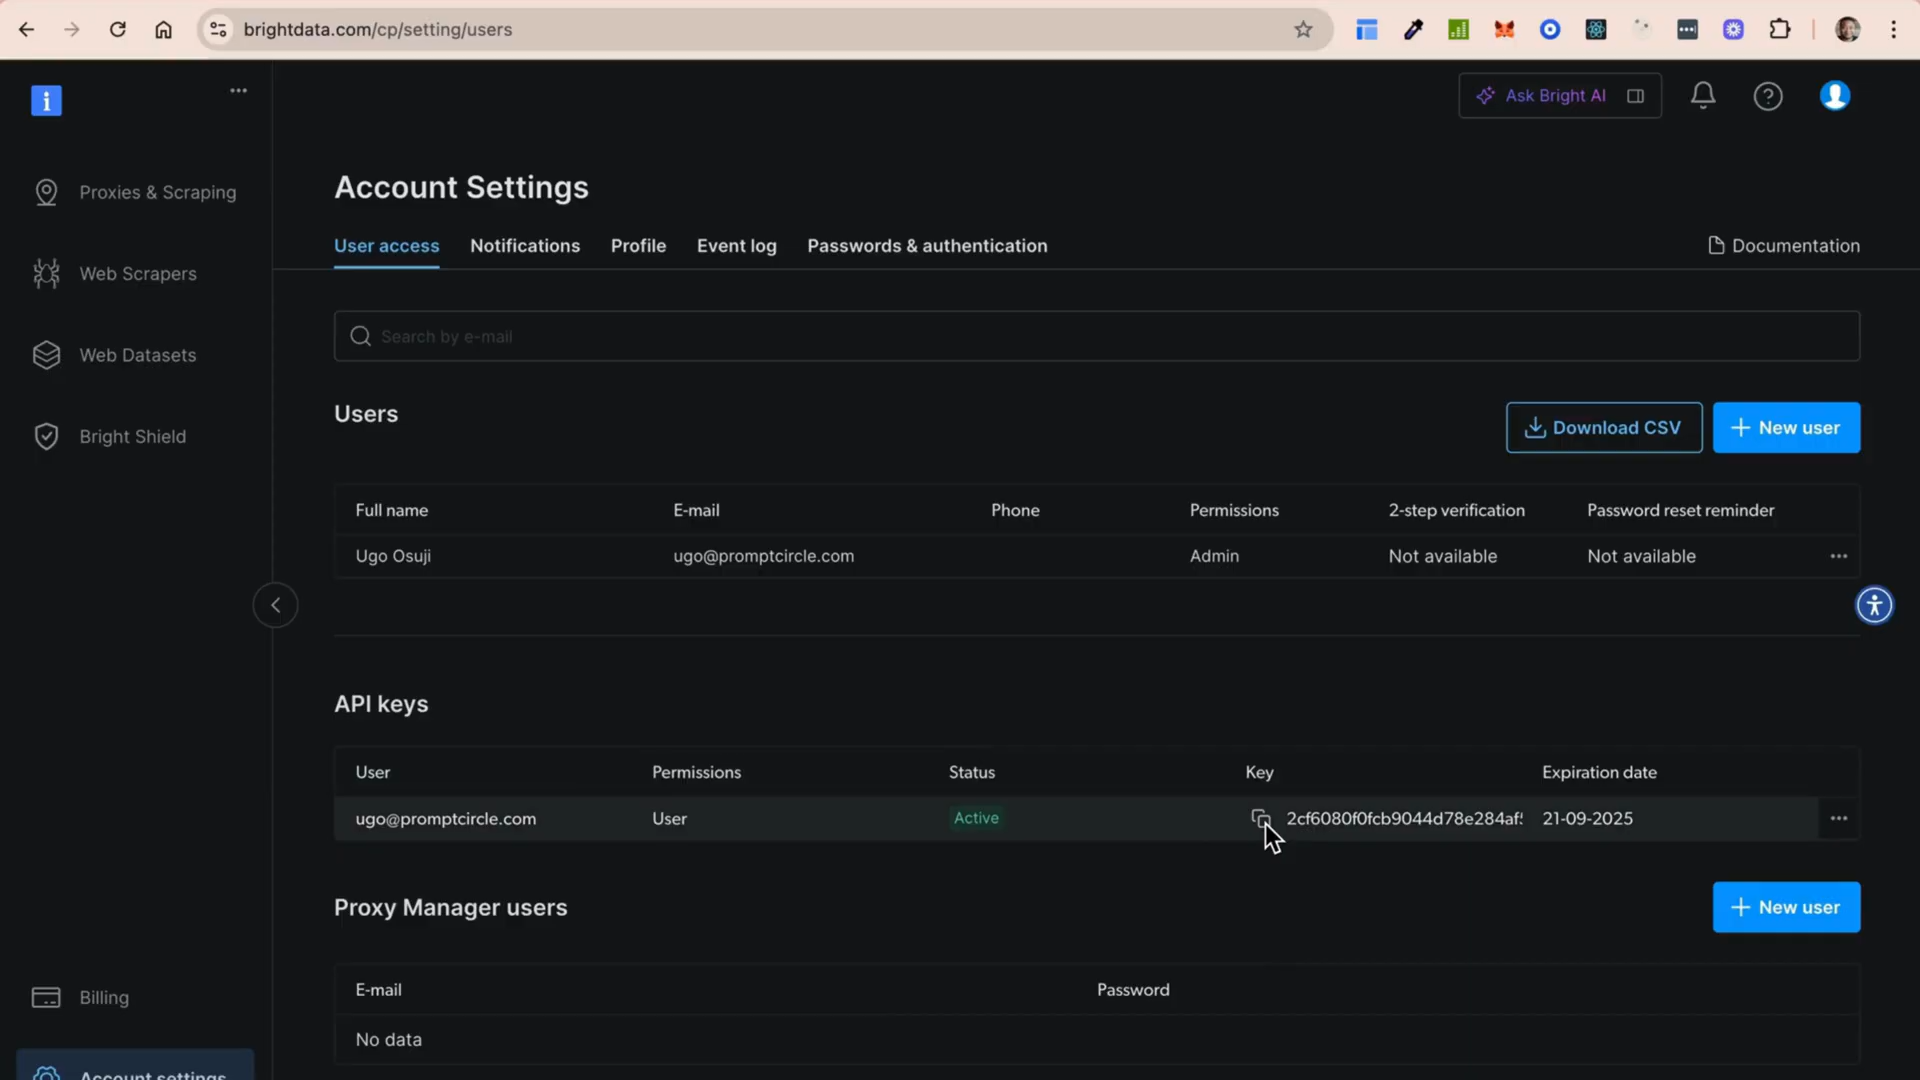 brightdata.com/cp/setting/users
Ask Bright AI
Proxies & Scraping
Web Scrapers
Web Datasets
Bright Shield
Billing
Account settings
Account Settings
User access Notifications Profile Event log Passwords & authentication Documentation
Search by e-mail
Users
Download CSV + New user
Full name E-mail Phone Permissions 2-step verification Password reset reminder
Ugo Osuji ugo@promptcircle.com Admin Not available Not available
API keys
User Permissions Status Key Expiration date
ugo@promptcircle.com User Active 2cf6080f0fcb9044d78e284af 21-09-2025
Proxy Manager users
+ New user
E-mail Password
No data